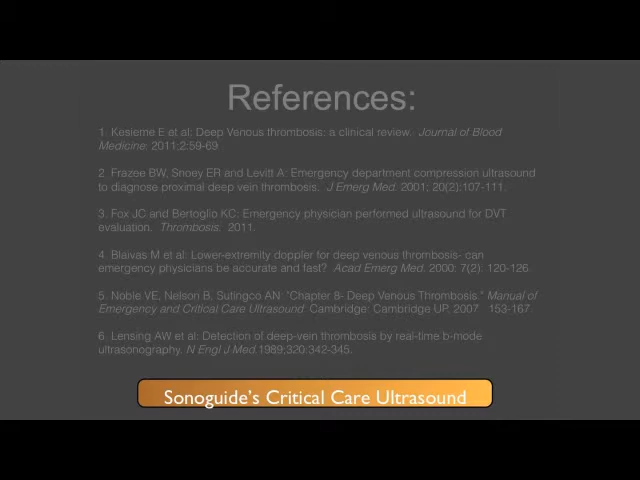 References:
1. Kesieme E et al: Deep Venous thrombosis: a clinical review. Journal of Blood
Medicine: 2011;2:59-69
2. Frazee BW, Snoey ER and Levitt A: Emergency department compression ultrasound
to diagnose proximal deep vein thrombosis. J Emerg Med. 2001; 20(2):107-111.
3. Fox JC and Bertoglio KC: Emergency physician performed ultrasound for DVT
evaluation. Thrombosis. 2011.
4. Blaivas M et al: Lower-extremity doppler for deep venous thrombosis- can
emergency physicians be accurate and fast? Acad Emerg Med. 2000: 7(2): 120-126.
5. Noble VE, Nelson B, Sutingco AN: "Chapter 8- Deep Venous Thrombosis." Manual of
Emergency and Critical Care Ultrasound. Cambridge: Cambridge UP, 2007 153-167.
6. Lensing AW et al: Detection of deep-vein thrombosis by real-time b-mode
ultrasonography. N Engl J Med.1989;320:342-345.
Sonoguide's Critical Care Ultrasound